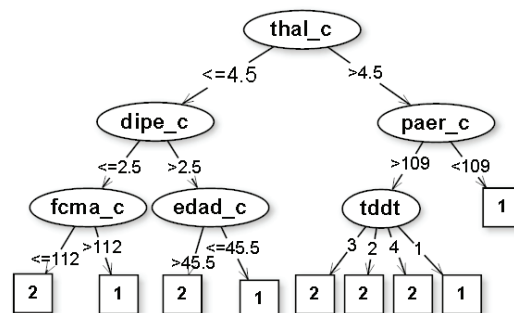 thal_c
<=4.5 >4.5
dipe_c paer_c
<=2.5 >2.5 >109 <109
fcma_c edad_c tddt 1
<=112 >112 >45.5 <=45.5 3 2 4 1
2 1 2 1 2 2 2 1